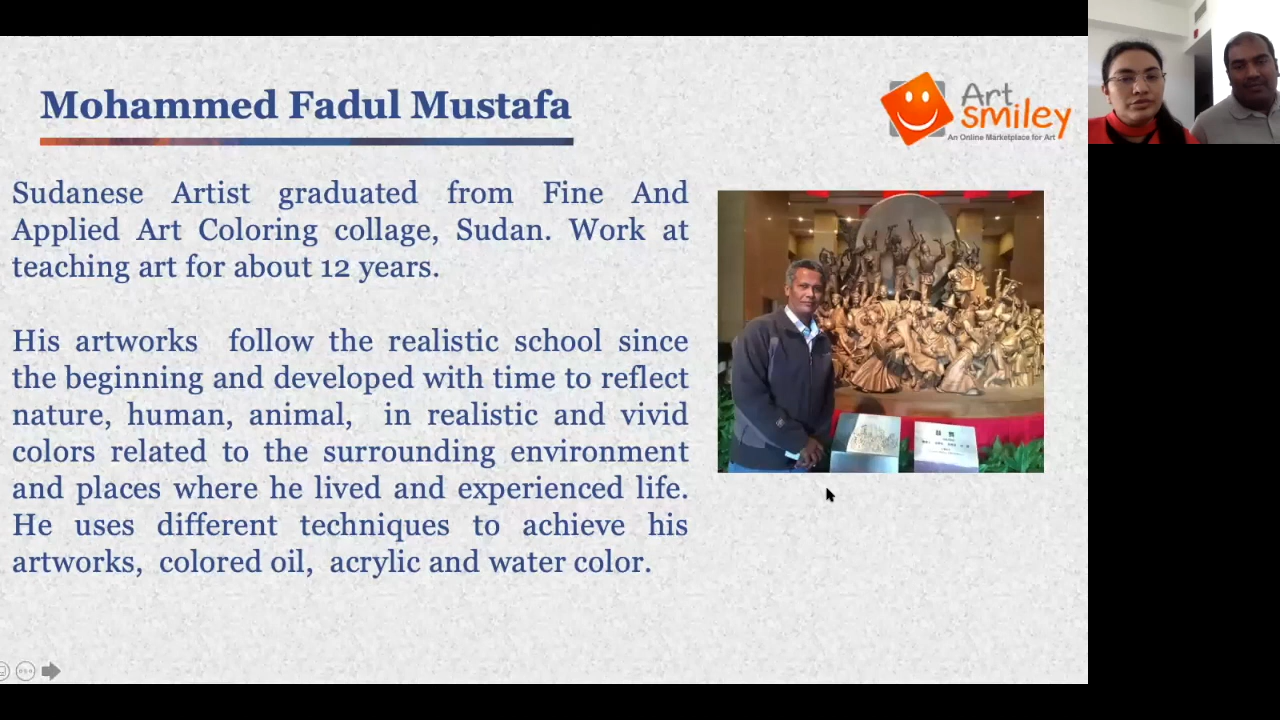 Mohammed Fadul Mustafa
Art
smiley
An Online Marketplace for Art
Sudanese Artist graduated from Fine And
Applied Art Coloring collage, Sudan. Work at
teaching art for about 12 years.
His artworks follow the realistic school since
the beginning and developed with time to reflect
nature, human, animal, in realistic and vivid
colors related to the surrounding environment
and places where he lived and experienced life.
He uses different techniques to achieve his
artworks, colored oil, acrylic and water color.